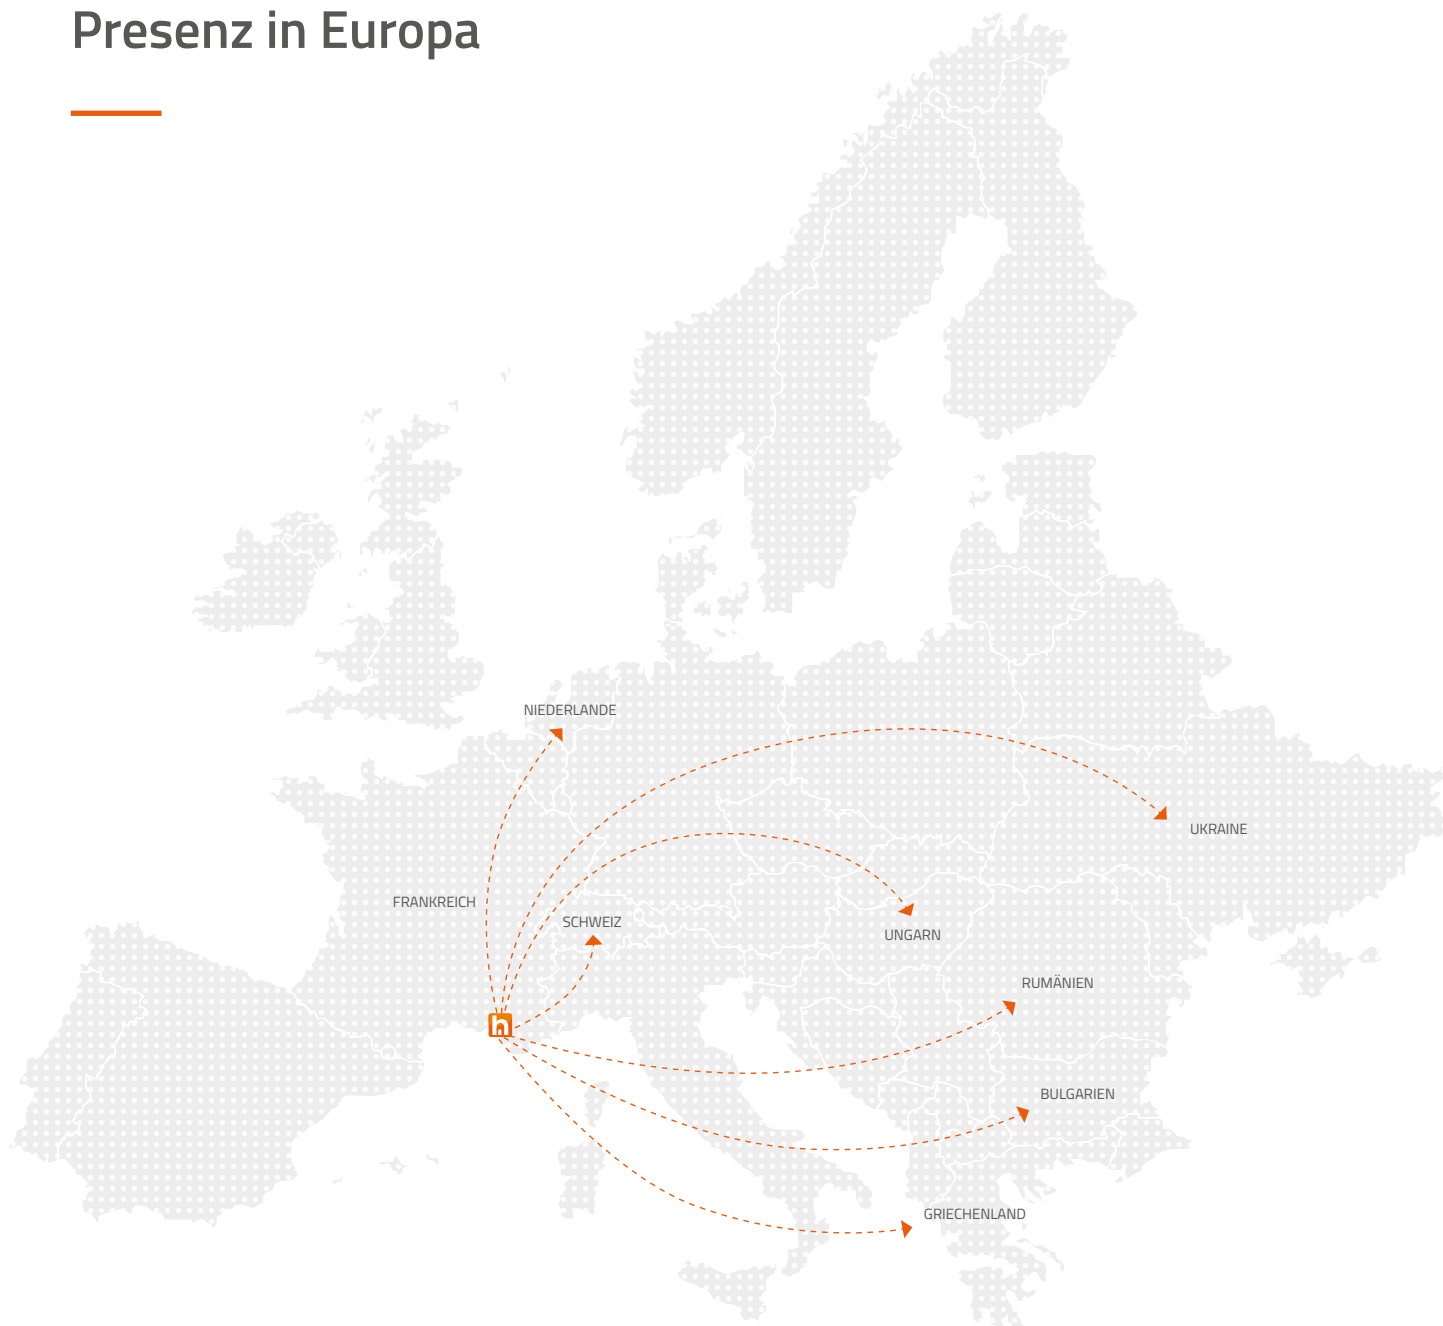 Presenz in Europa
NIEDERLANDE
UKRAINE
FRANKREICH
SCHWEIZ
UNGARN
RUMÄNIEN
h
BULGARIEN
GRIECHENLAND